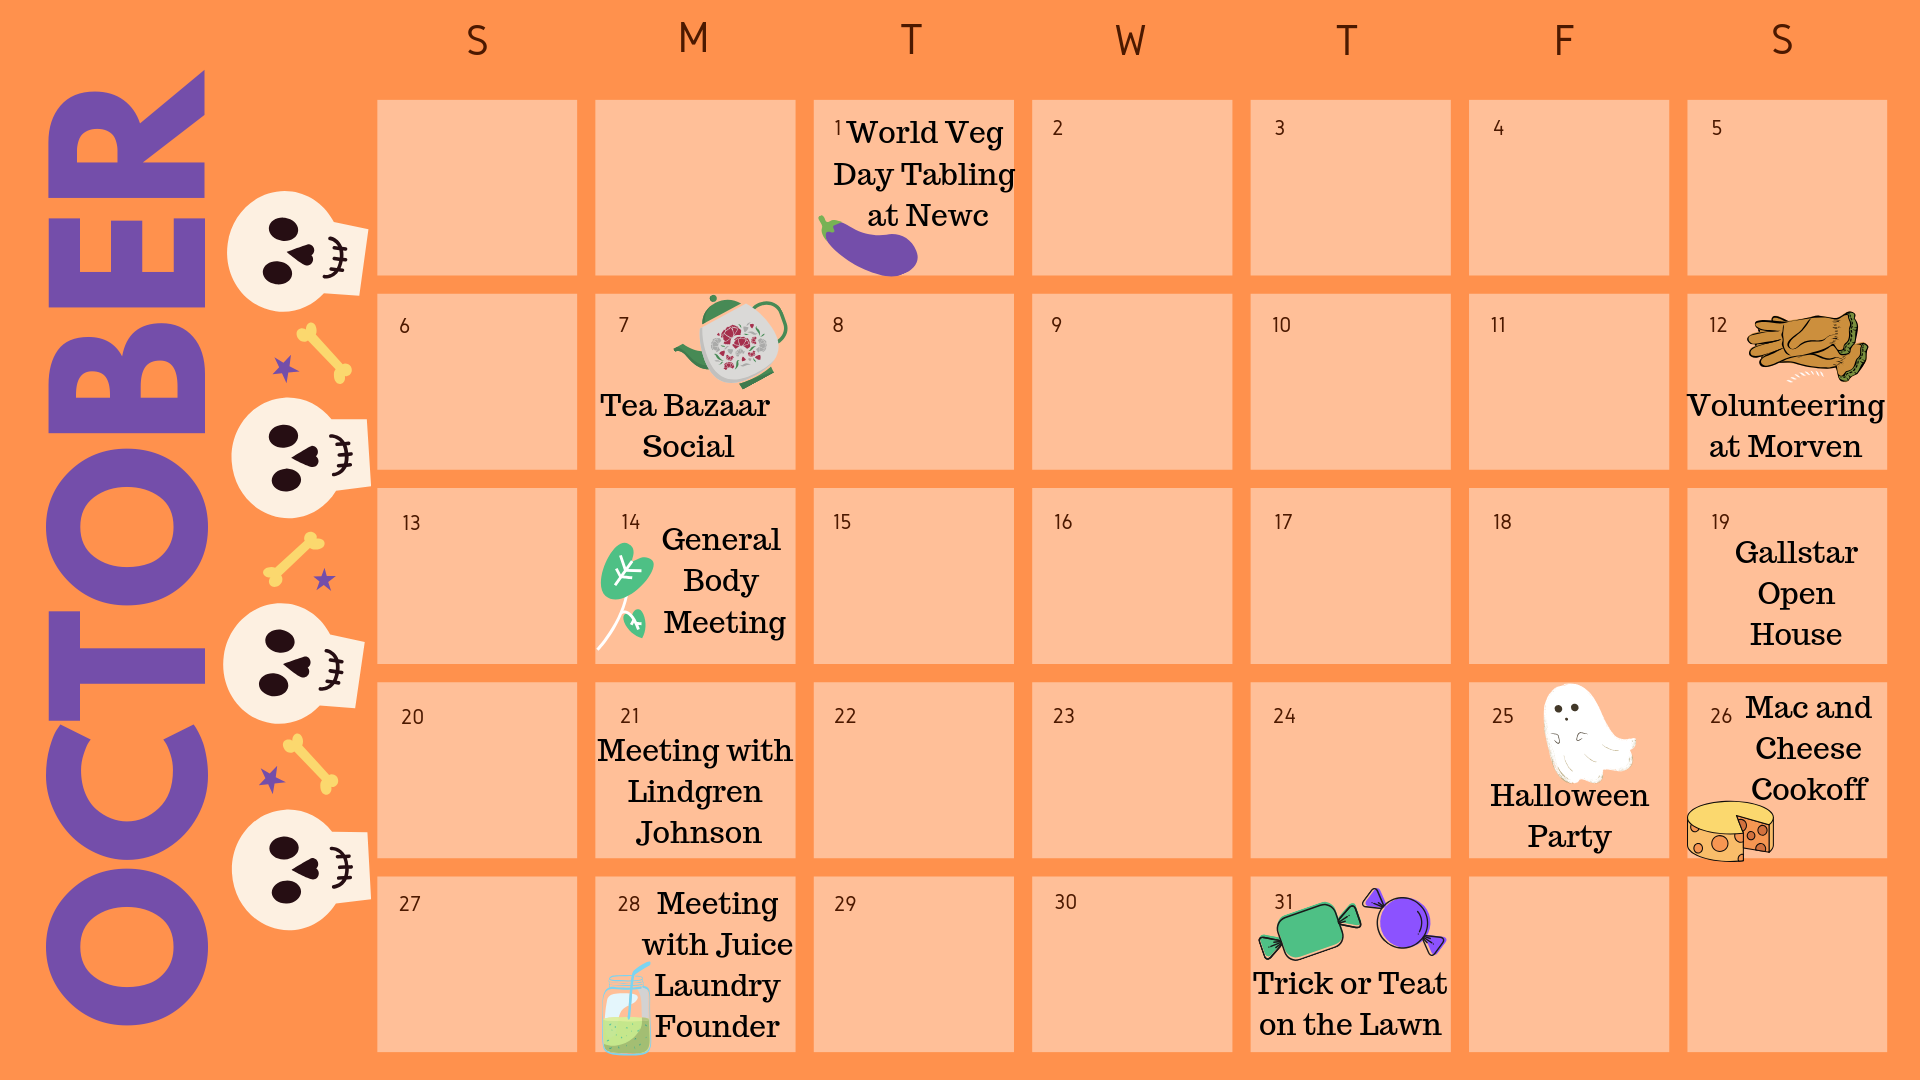 OCTOBER
S M T W T F S
1 World Veg
Day Tabling
at Newc
2
3
4
5
6
7
Tea Bazaar
Social
8
9
10
11
12
Volunteering
at Morven
13
14
General
Body
Meeting
15
16
17
18
19
Gallstar
Open
House
20
21
Meeting with
Lindgren
Johnson
22
23
24
25
Halloween
Party
26
Mac and
Cheese
Cookoff
27
28
Meeting
with Juice
Laundry
Founder
29
30
31
Trick or Teat
on the Lawn